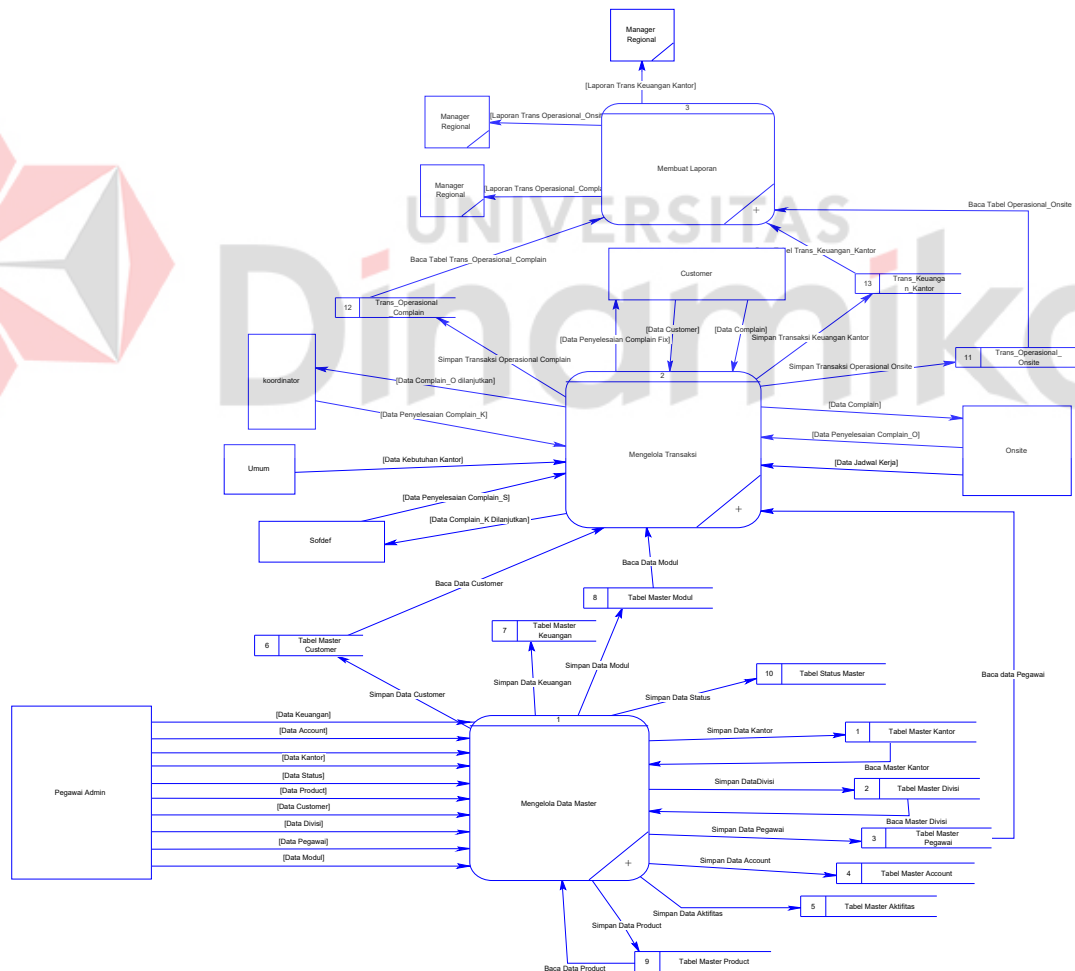 Manager
Regional
[Laporan Trans Keuangan Kantor]
3
Manager
Regional
[Laporan Trans Operasional_Onsit
Membuat Laporan
Manager
Regional
[Laporan Trans Operasional_Compla
+
UNIVERSITAS
Dinamika
Baca Tabel Operasional_Onsite
Baca Tabel Trans_Operasional_Complain
el Trans_Keuangan_Kantor
Customer
13
Trans_Keuanga
n_Kantor
12
Trans_Operasional
Complain
[Data Customer]
[Data Complain]
[Data Penyelesaian Complain Fix]
Simpan Transaksi Keuangan Kantor
11
Trans_Operasional_
Onsite
Simpan Transaksi Operasional Complain
Simpan Transaksi Operasional Onsite
koordinator
[Data Complain_O dilanjutkan]
2
[Data Complain]
[Data Penyelesaian Complain_K]
[Data Penyelesaian Complain_O]
Mengelola Transaksi
Onsite
Umum
[Data Kebutuhan Kantor]
[Data Jadwal Kerja]
[Data Penyelesaian Complain_S]
+
[Data Complain_K Dilanjutkan]
Sofdef
Baca Data Modul
Baca Data Customer
8
Tabel Master Modul
7
Tabel Master
Keuangan
6
Tabel Master
Customer
Simpan Data Modul
10
Tabel Status Master
Baca data Pegawai
Simpan Data Keuangan
Simpan Data Customer
Simpan Data Status
[Data Keuangan]
1
[Data Account]
Simpan Data Kantor
1
Tabel Master Kantor
[Data Kantor]
Baca Master Kantor
[Data Status]
Simpan DataDivisi
2
Tabel Master Divisi
Pegawai Admin
[Data Product]
Mengelola Data Master
[Data Customer]
Baca Master Divisi
[Data Divisi]
Simpan Data Pegawai
3
Tabel Master
Pegawai
[Data Pegawai]
[Data Modul]
+
Simpan Data Account
4
Tabel Master Account
Simpan Data Aktifitas
5
Tabel Master Aktifitas
Simpan Data Product
Baca Data Product
9
Tabel Master Product